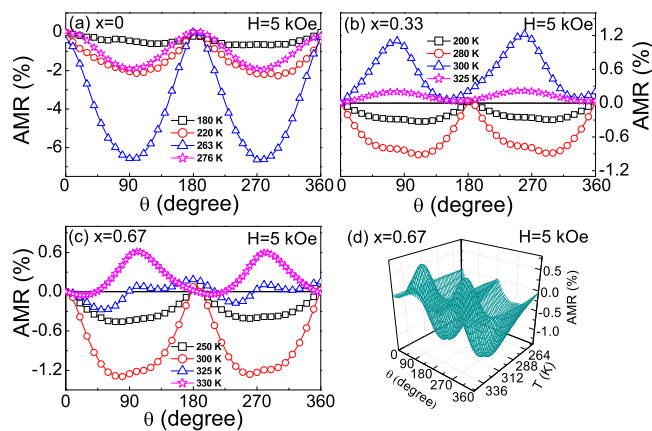 (a) x=0 H=5 kOe
0
-2
-4
-6
AMR (%)
180 K
220 K
263 K
276 K
0 90 180 270 360
θ (degree)
(b) x=0.33 H=5 kOe
200 K
280 K
300 K
325 K
1.2
0.6
0.0
-0.6
-1.2
AMR (%)
0 90 180 270 360
θ (degree)
(c) x=0.67 H=5 kOe
0.6
0.0
-0.6
-1.2
AMR (%)
250 K
300 K
325 K
330 K
0 90 180 270 360
θ (degree)
(d) x=0.67 H=5 kOe
0.5
0.0
-0.5
-1.0
AMR (%)
0
90
180
270
360
θ (degree)
264
288
312
336
T (K)